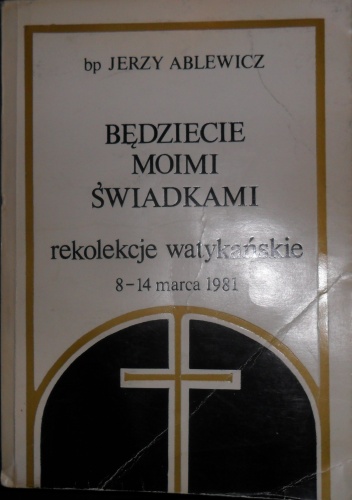 bp JERZY ABLEWICZ
BĘDZIECIE
MOIMI
ŚWIADKAMI
rekolekcje watykańskie
8-14 marca 1981